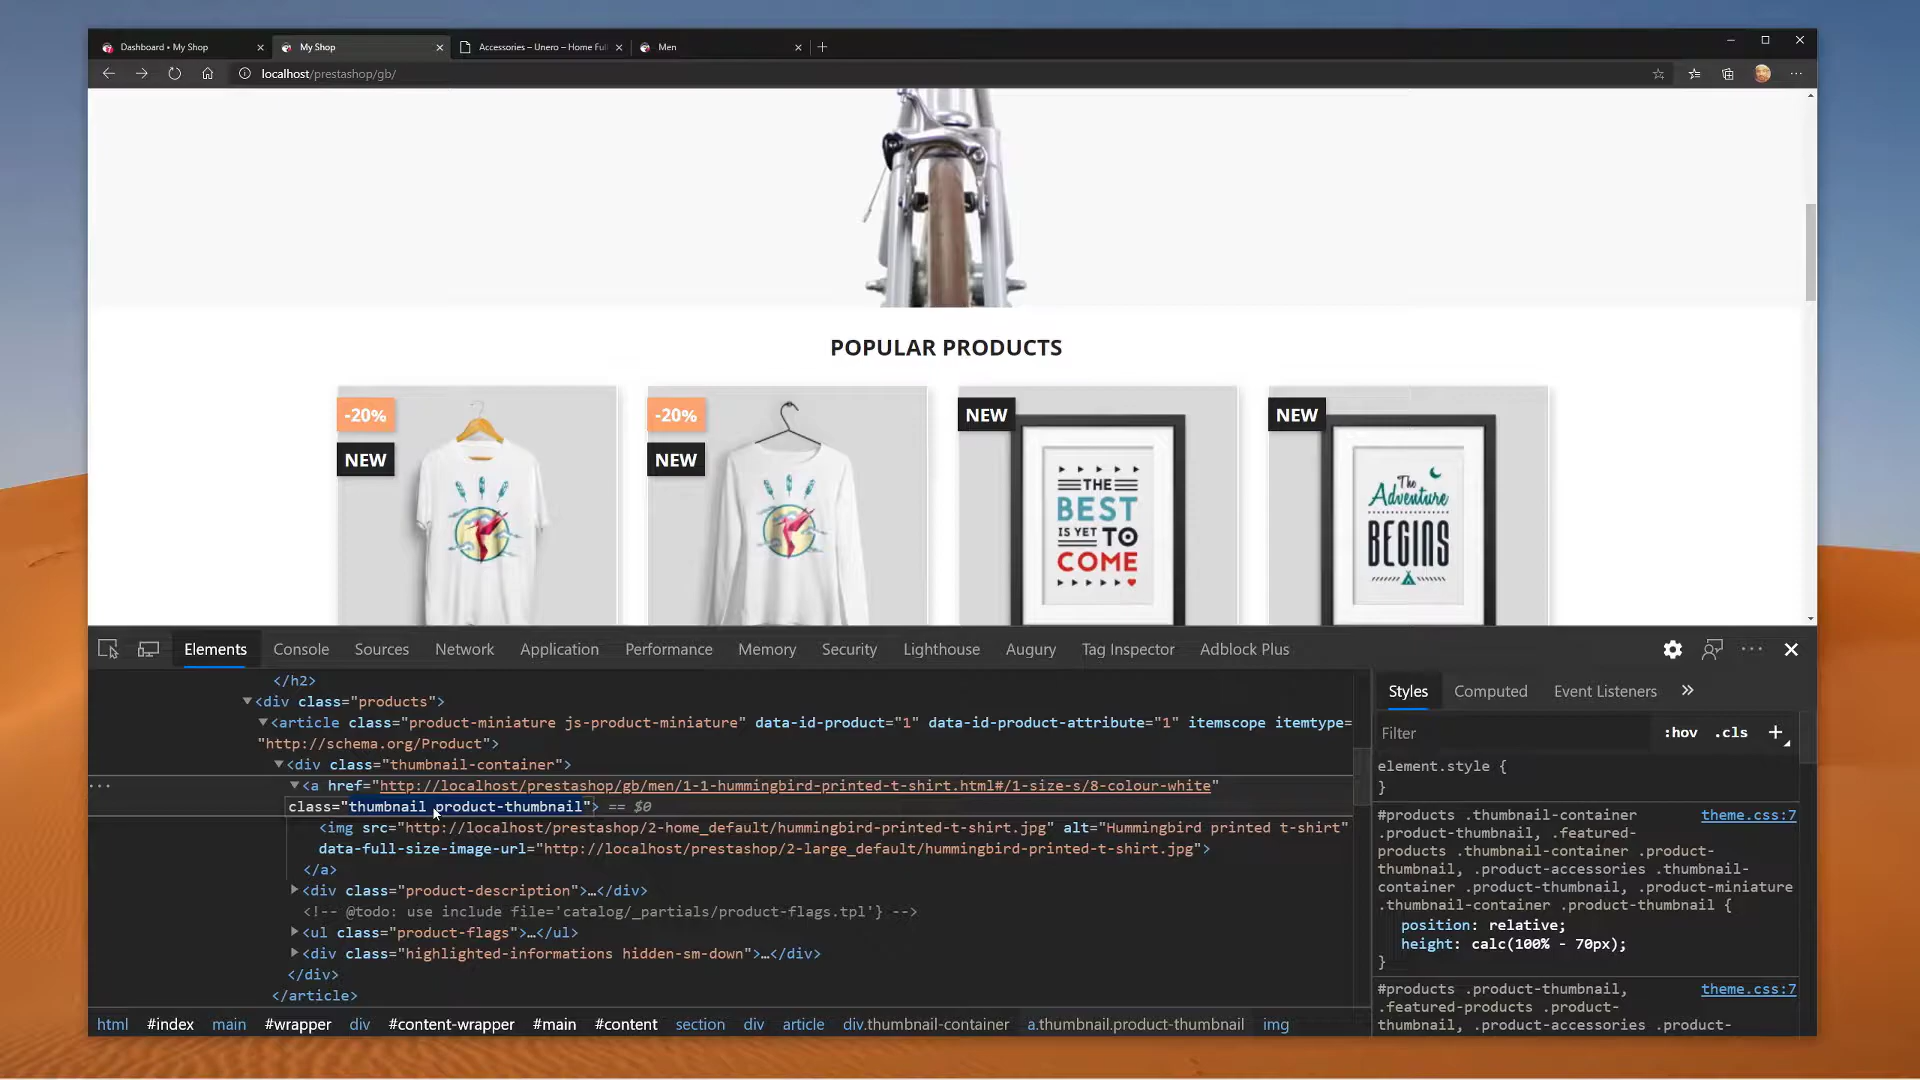 Dashboard • My Shop
My Shop
Accessories – Unero – Home Ful
Men
localhost/prestashop/gb/
POPULAR PRODUCTS
-20%
NEW
-20%
NEW
NEW
THE
BEST
IS YET TO
COME
NEW
The
Adventure
BEGINS
Elements Console Sources Network Application Performance Memory Security Lighthouse Augury Tag Inspector Adblock Plus
</h2>
<div class="products">
<article class="product-miniature js-product-miniature" data-id-product="1" data-id-product-attribute="1" itemscope itemtype=
"http://schema.org/Product">
<div class="thumbnail-container">
<a href="http://localhost/prestashop/gb/men/1-1-hummingbird-printed-t-shirt.html#/1-size-s/8-colour-white"
class="thumbnail product-thumbnail"> == $0
<img src="http://localhost/prestashop/2-home_default/hummingbird-printed-t-shirt.jpg" alt="Hummingbird printed t-shirt"
data-full-size-image-url="http://localhost/prestashop/2-large_default/hummingbird-printed-t-shirt.jpg">
</a>
<div class="product-description">…</div>
<!-- @todo: use include file='catalog/_partials/product-flags.tpl'} -->
<ul class="product-flags">…</ul>
<div class="highlighted-informations hidden-sm-down">…</div>
</div>
</article>
html #index main #wrapper div #content-wrapper #main #content section div article div.thumbnail-container a.thumbnail.product-thumbnail img
Styles Computed Event Listeners
Filter :hov .cls +
element.style {
}
#products .thumbnail-container theme.css:7
.product-thumbnail, .featured-
products .thumbnail-container .product-
thumbnail, .product-accessories .thumbnail-
container .product-thumbnail, .product-miniature
.thumbnail-container .product-thumbnail {
position: relative;
height: calc(100% - 70px);
}
#products .product-thumbnail, theme.css:7
.featured-products .product-
thumbnail, .product-accessories .product-